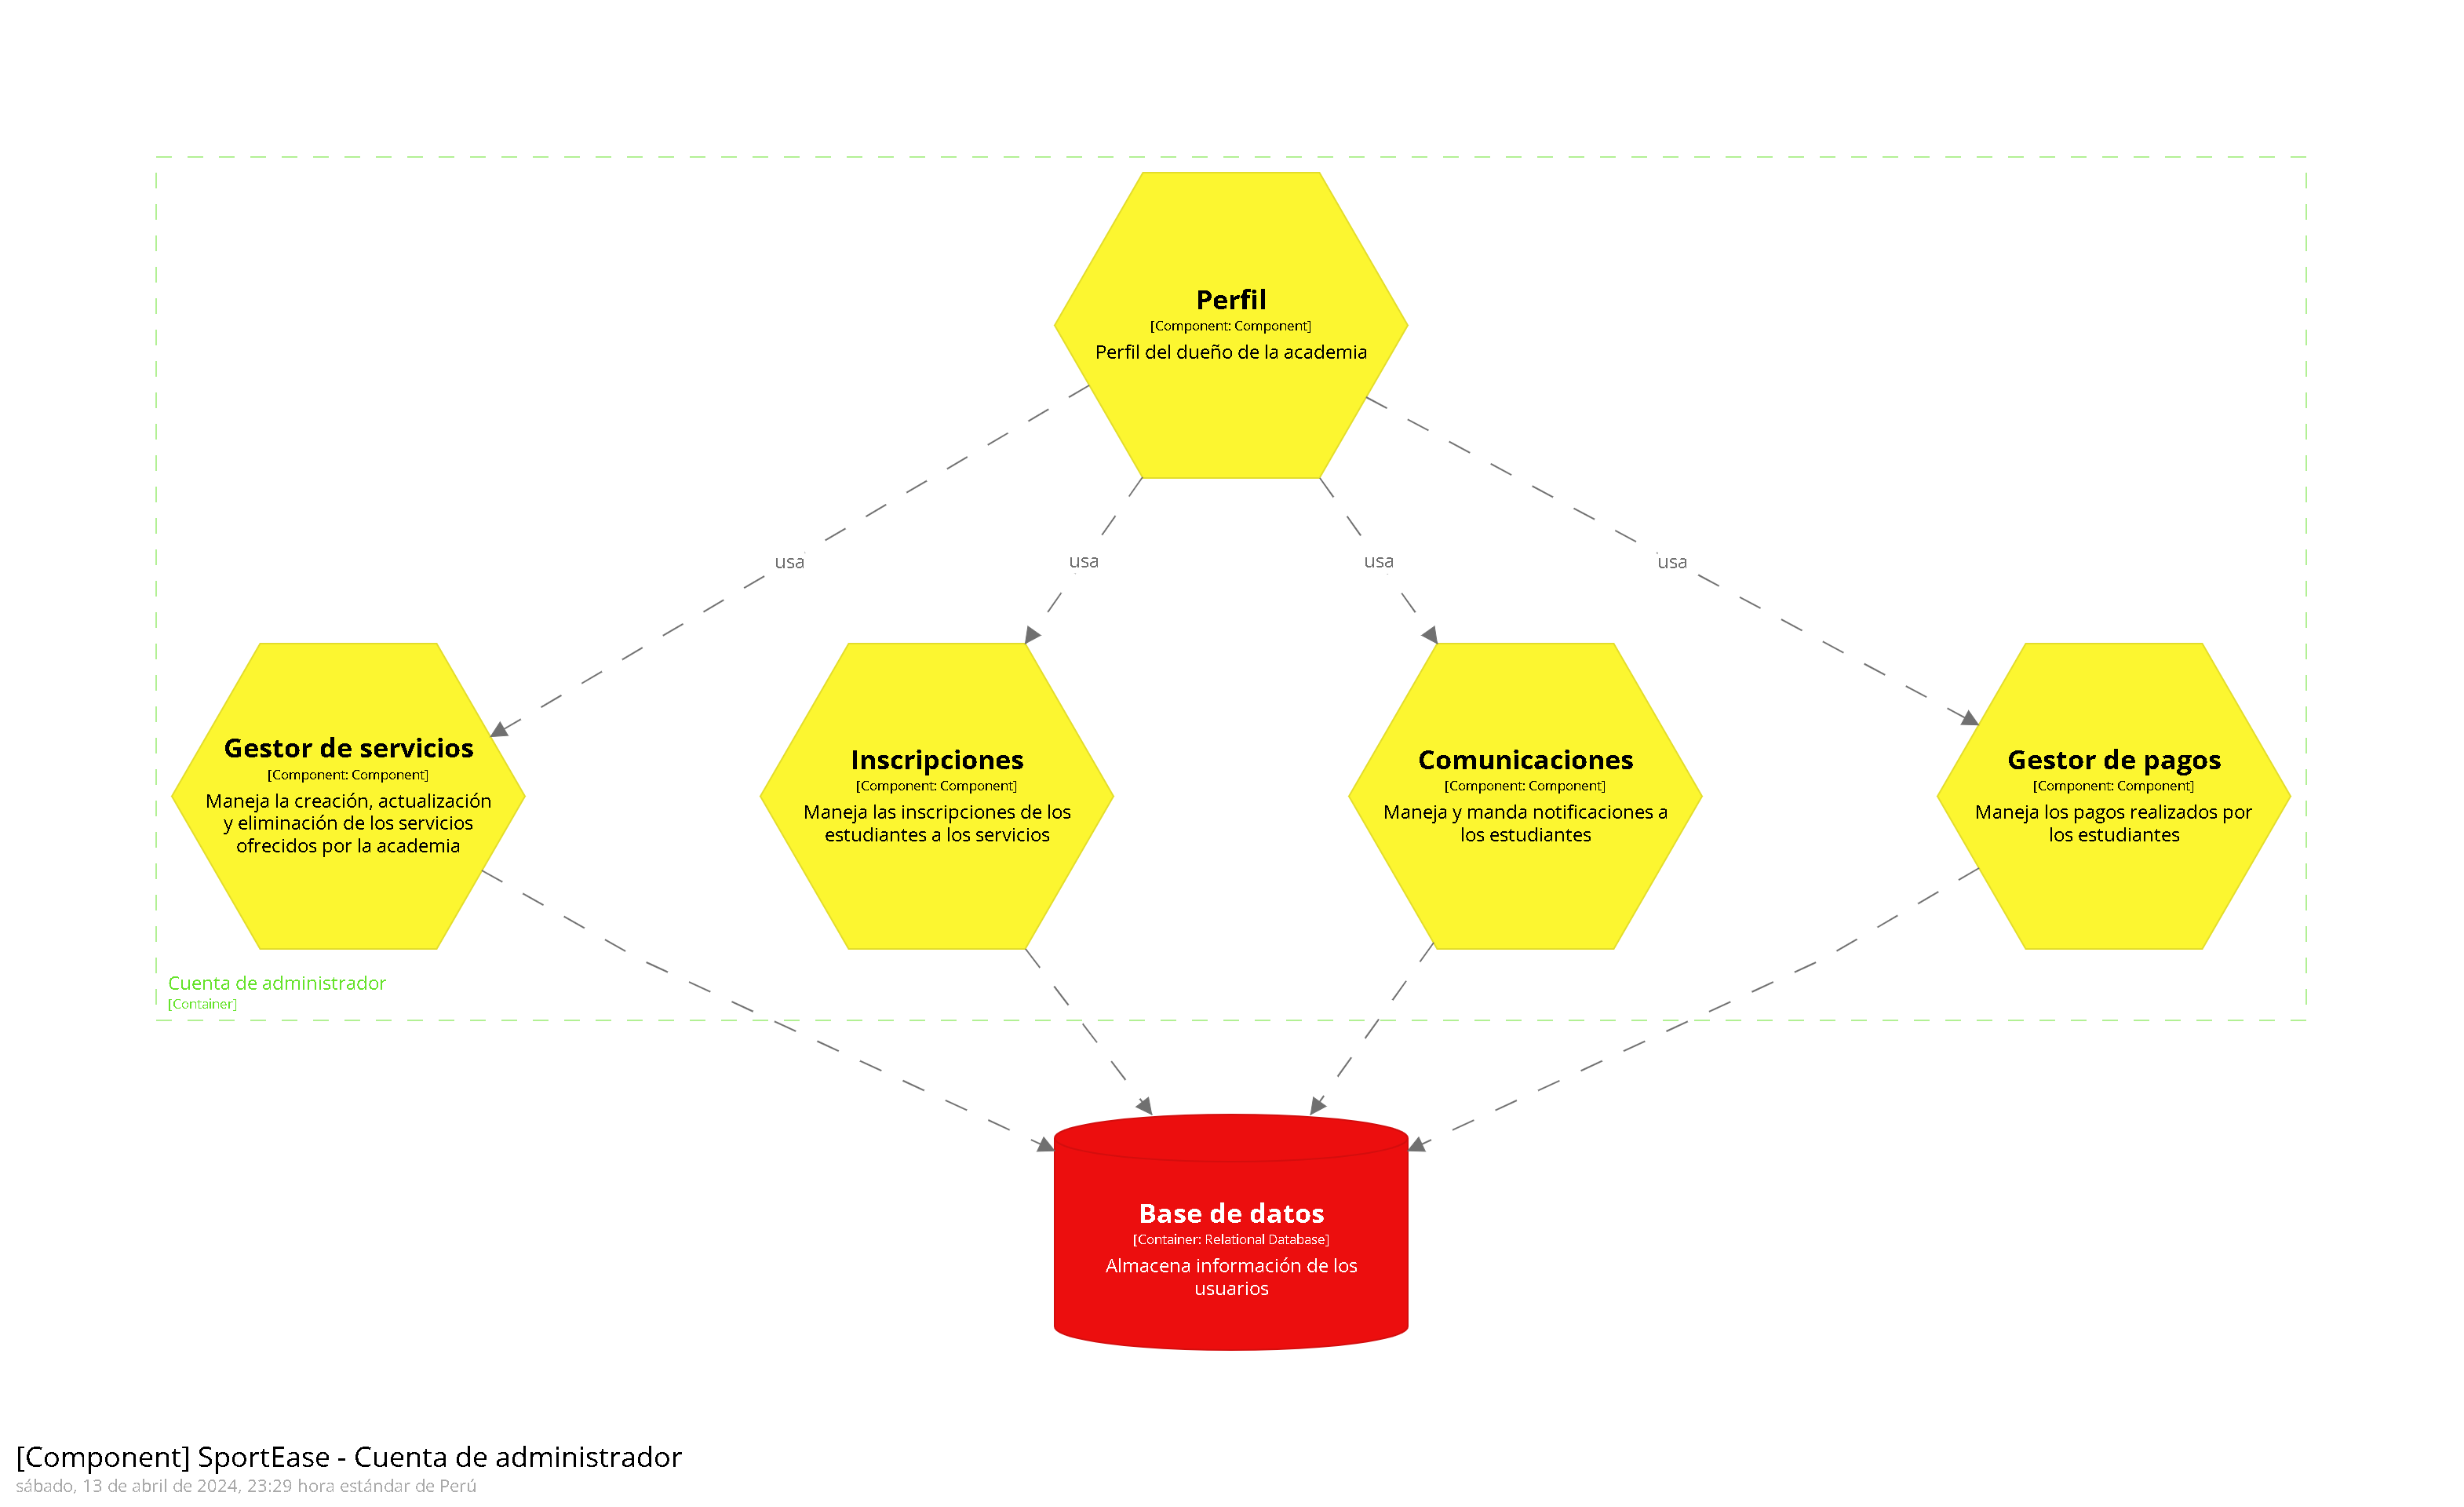 Perfil
[Component: Component]
Perfil del dueño de la academia
usa
usa
usa
usa
Gestor de servicios
[Component: Component]
Maneja la creación, actualización
y eliminación de los servicios
ofrecidos por la academia
Inscripciones
[Component: Component]
Maneja las inscripciones de los
estudiantes a los servicios
Comunicaciones
[Component: Component]
Maneja y manda notificaciones a
los estudiantes
Gestor de pagos
[Component: Component]
Maneja los pagos realizados por
los estudiantes
Cuenta de administrador
[Container]
Base de datos
[Container: Relational Database]
Almacena información de los
usuarios
[Component] SportEase - Cuenta de administrador
sábado, 13 de abril de 2024, 23:29 hora estándar de Perú